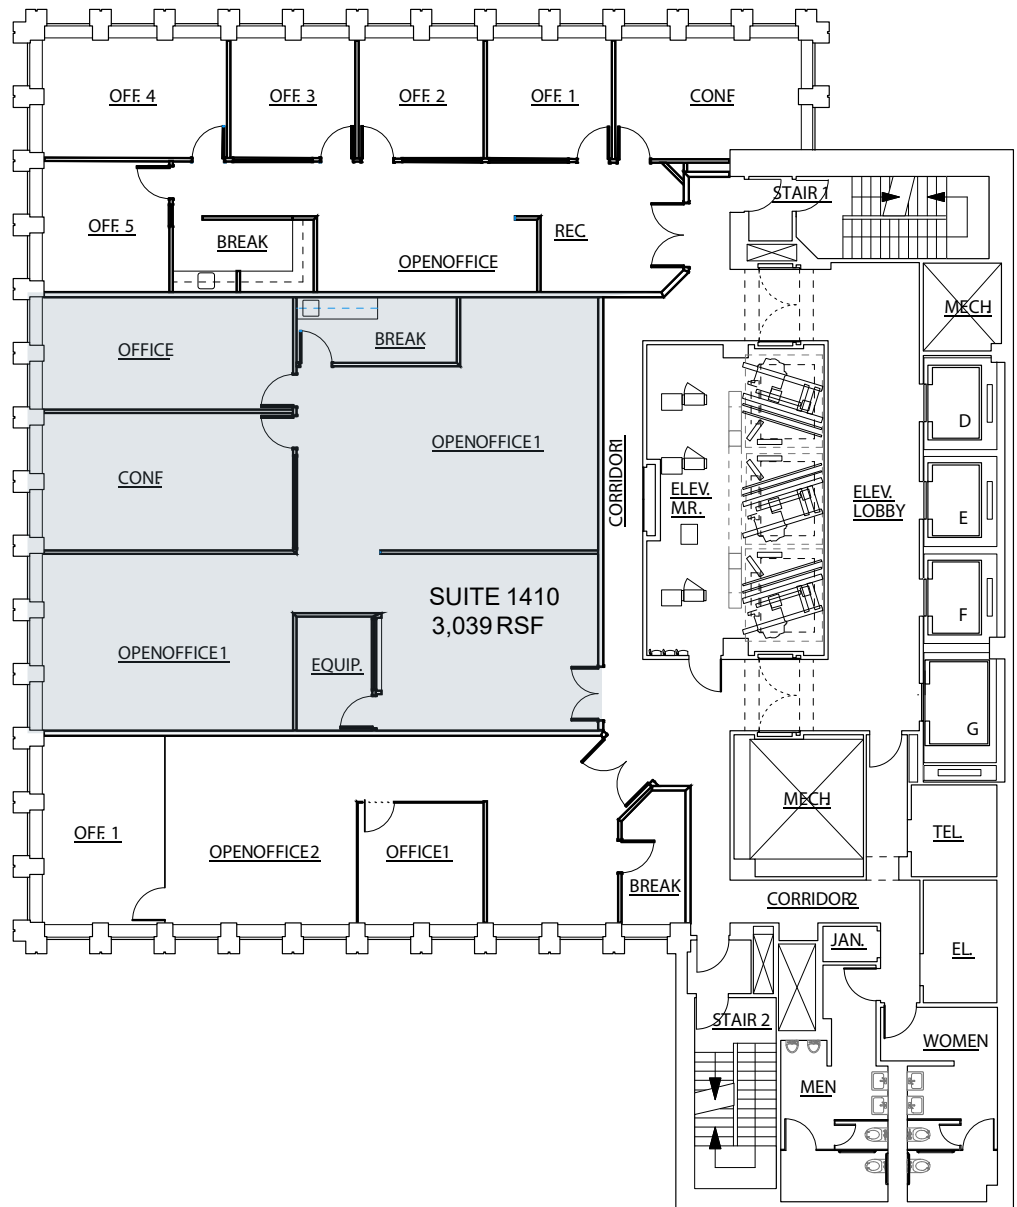 OFF. 4
OFF. 3
OFF. 2
OFF. 1
CONF
STAIR 1
OFF. 5
BREAK
REC
OPENOFFICE
MECH
OFFICE
BREAK
D
OPENOFFICE1
CORRIDOR1
CONF
ELEV.
MR.
ELEV.
LOBBY
E
SUITE 1410
3,039 RSF
F
OPENOFFICE1
EQUIP.
G
MECH
OFF. 1
OPENOFFICE2
OFFICE1
TEL.
BREAK
CORRIDOR2
JAN.
EL.
STAIR 2
WOMEN
MEN